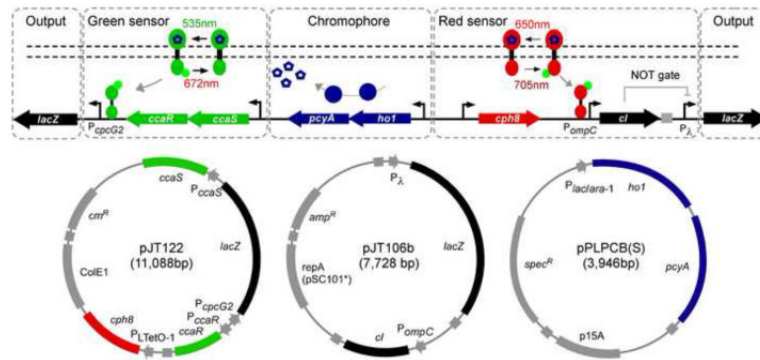 Output Green sensor Chromophore Red sensor Output
535nm 650nm
672nm 705nm NOT gate
lacZ PcpcG2 ccaR ccaS pcyA ho1 cph8 PompC cI Pλ lacZ
ccaS
PccaS
cmR
lacZ
pJT122
(11,088bp)
ColE1
PcpcG2
PccaR
cph8
PLTetO-1
ccaR
Pλ
ampR
pJT106b
lacZ
(7,728 bp)
repA
(pSC101*)
PompC
cI
Plac/ara-1
ho1
pPLPCB(S)
(3,946bp)
specR
pcyA
p15A